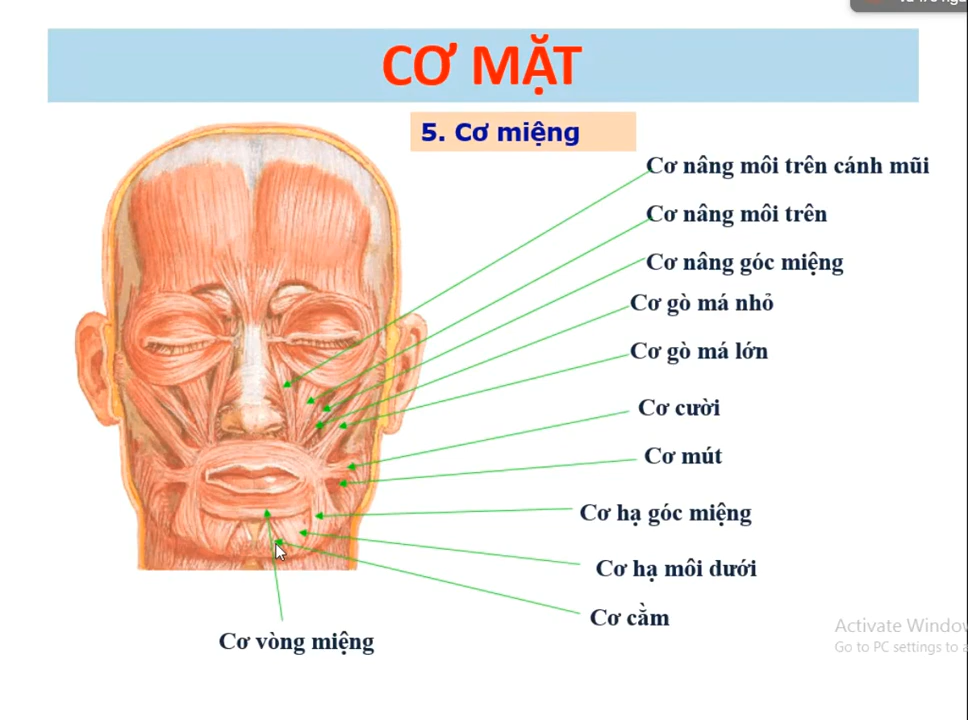 CƠ MẶT
5. Cơ miệng
Cơ nâng môi trên cánh mũi
Cơ nâng môi trên
Cơ nâng góc miệng
Cơ gò má nhỏ
Cơ gò má lớn
Cơ cười
Cơ mút
Cơ hạ góc miệng
Cơ hạ môi dưới
Cơ cằm
Cơ vòng miệng
Activate Window
Go to PC settings to a